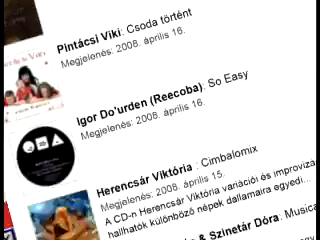 Pintácsi Viki: Csoda történt
Megjelenés: 2008. április 16.
Igor Do'urden (Reecoba): So Easy
Megjelenés: 2008. április 16.
Herencsár Viktória : Cimbalomix
Megjelenés: 2008. április 15.
A CD-n Herencsár Viktória variációi és improviza
hallhatók különböző népek dallamaira egyedi...
& Szinetár Dóra: Musica